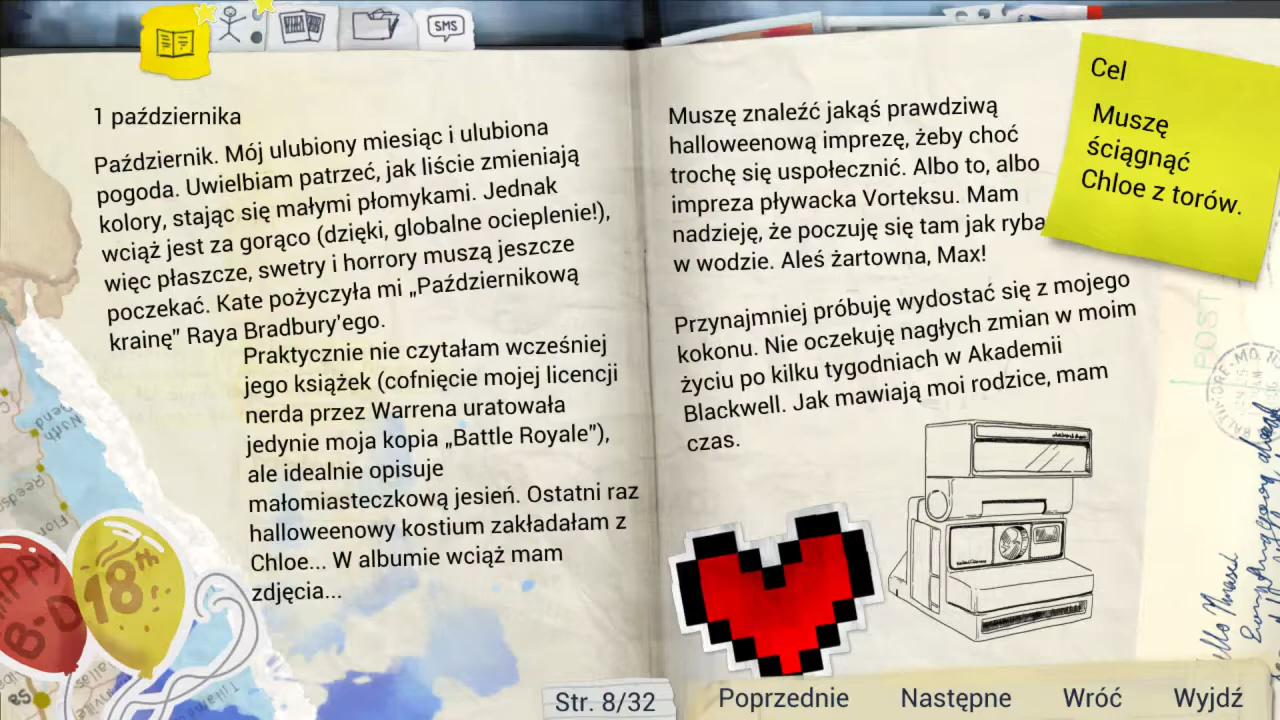 SMS
1 października
Październik. Mój ulubiony miesiąc i ulubiona
pogoda. Uwielbiam patrzeć, jak liście zmieniają
kolory, stając się małymi płomykami. Jednak
wciąż jest za gorąco (dzięki, globalne ocieplenie!),
więc płaszcze, swetry i horrory muszą jeszcze
poczekać. Kate pożyczyła mi „Październikową
krainę” Raya Bradbury'ego.
Praktycznie nie czytałam wcześniej
jego książek (cofnięcie mojej licencji
nerda przez Warrena uratowała
jedynie moja kopia „Battle Royale”),
ale idealnie opisuje
małomiasteczkową jesień. Ostatni raz
halloweenowy kostium zakładałam z
Chloe... W albumie wciąż mam
zdjęcia...
Muszę znaleźć jakąś prawdziwą
halloweenową imprezę, żeby choć
trochę się uspołecznić. Albo to, albo
impreza pływacka Vorteksu. Mam
nadzieję, że poczuję się tam jak ryba
w wodzie. Aleś żartowna, Max!
Przynajmniej próbuję wydostać się z mojego
kokonu. Nie oczekuję nagłych zmian w moim
życiu po kilku tygodniach w Akademii
Blackwell. Jak mawiają moi rodzice, mam
czas.
Cel
Muszę
ściągnąć
Chloe z torów.
POST
North
Bend
18th
Str. 8/32
Poprzednie
Następne
Wróć
Wyjdź